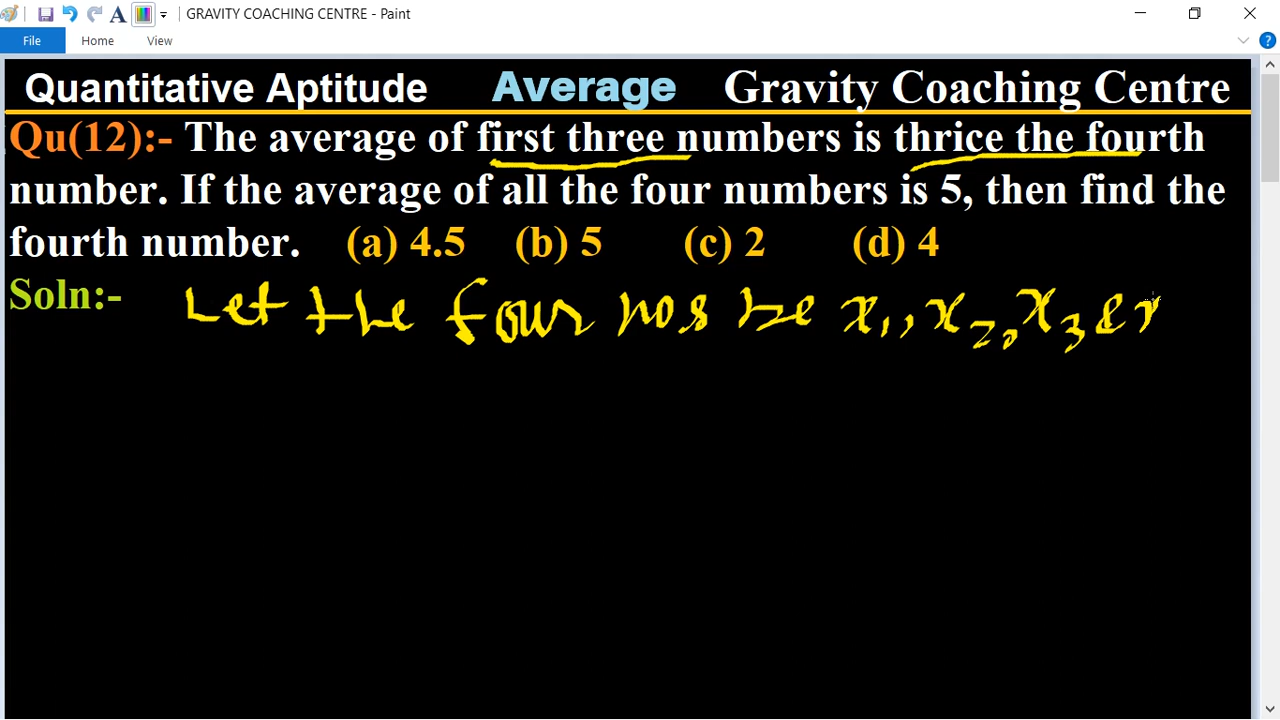 GRAVITY COACHING CENTRE - Paint
File Home View
Quantitative Aptitude Average Gravity Coaching Centre
Qu(12):- The average of first three numbers is thrice the fourth
number. If the average of all the four numbers is 5, then find the
fourth number. (a) 4.5 (b) 5 (c) 2 (d) 4
Soln:- Let the four nos be x1, x2, x3 &